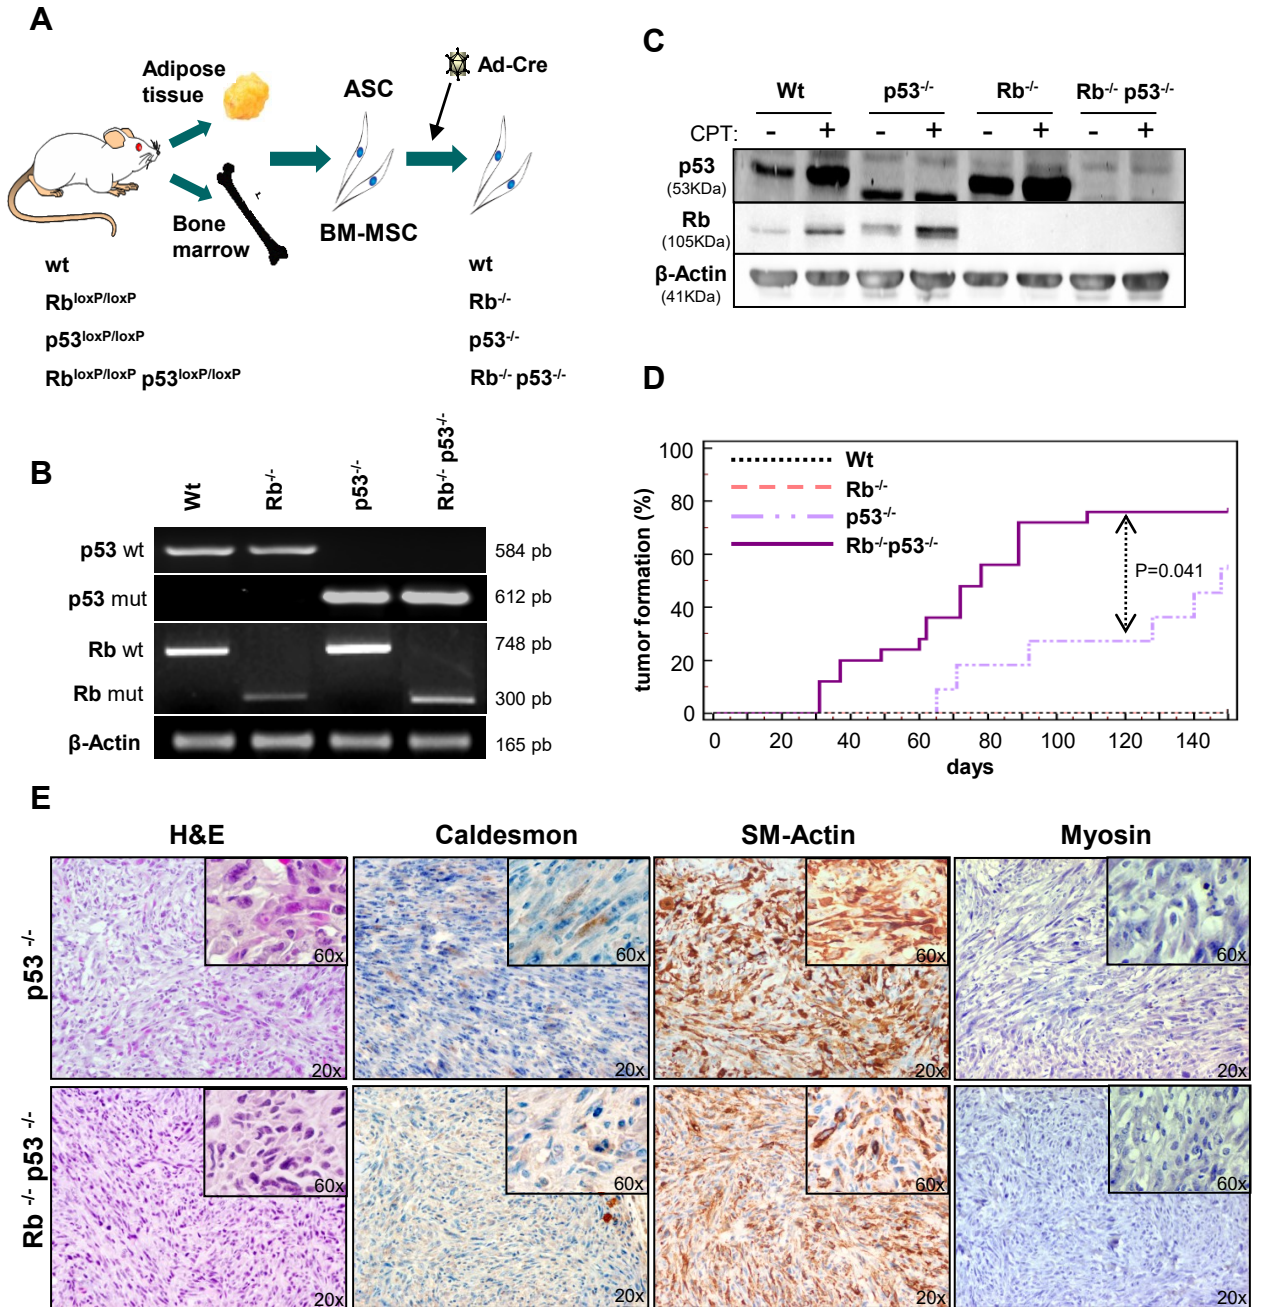 A
Adipose
tissue
ASC
Ad-Cre
Bone
marrow
BM-MSC
wt
Rb^loxP/loxP
p53^loxP/loxP
Rb^loxP/loxP p53^loxP/loxP
wt
Rb^-/-
p53^-/-
Rb^-/- p53^-/-
B
Wt
Rb^-/-
p53^-/-
Rb^-/- p53^-/-
p53 wt
584 pb
p53 mut
612 pb
Rb wt
748 pb
Rb mut
300 pb
β-Actin
165 pb
C
Wt
p53^-/-
Rb^-/-
Rb^-/- p53^-/-
CPT: - + - + - + - +
p53
(53KDa)
Rb
(105KDa)
β-Actin
(41KDa)
D
tumor formation (%)
100
80
60
40
20
0
Wt
Rb^-/-
p53^-/-
Rb^-/-p53^-/-
P=0.041
0 20 40 60 80 100 120 140
days
E
H&E
Caldesmon
SM-Actin
Myosin
p53 -/-
60x
20x
60x
20x
60x
20x
60x
20x
Rb -/- p53 -/-
60x
20x
60x
20x
60x
20x
60x
20x